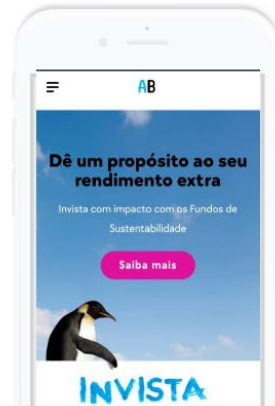 AB
Dê um propósito ao seu
rendimento extra
Invista com impacto com os Fundos de
Sustentabilidade
Saiba mais
INVISTA